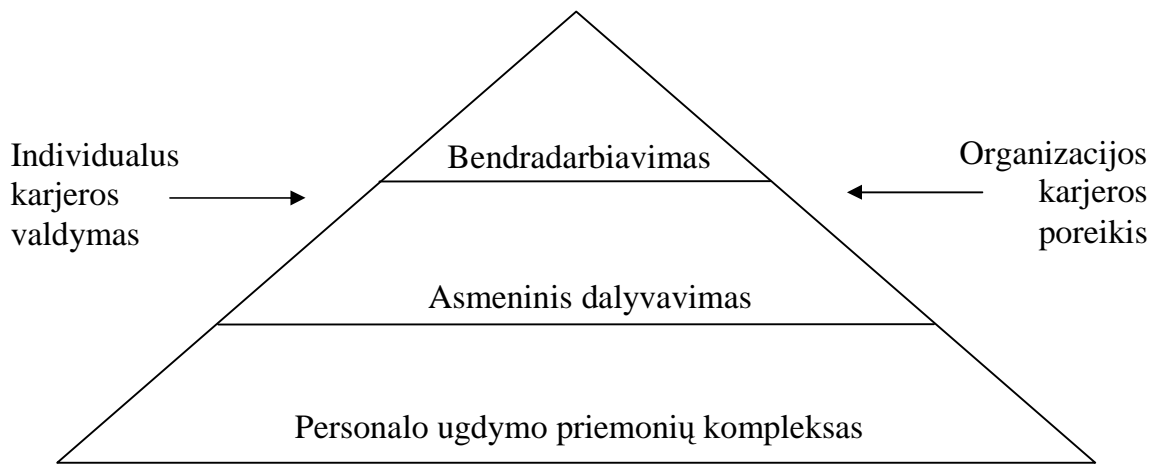 Individualus
karjeros
valdymas
Bendradarbiavimas
Organizacijos
karjeros
poreikis
Asmeninis dalyvavimas
Personalo ugdymo priemonių kompleksas